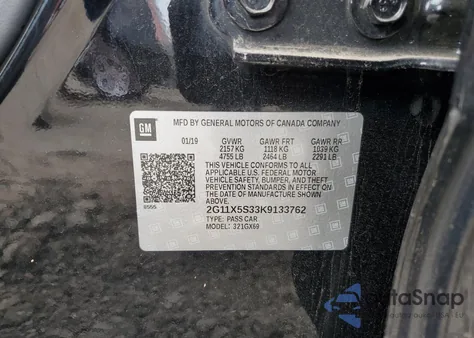 GM
MFD BY GENERAL MOTORS OF CANADA COMPANY
01/19 GVWR GAWR FRT GAWR RR
2157 KG 1118 KG 1039 KG
4755 LB 2464 LB 2291 LB
THIS VEHICLE CONFORMS TO ALL
APPLICABLE U.S. FEDERAL MOTOR
VEHICLE SAFETY, BUMPER, AND THEFT
PREVENTION STANDARDS IN EFFECT ON
THE DATE OF MANUFACTURE SHOWN
ABOVE.
2G11X5S33K9133762
TYPE: PASS CAR
MODEL: 321GX69
AutoSnap